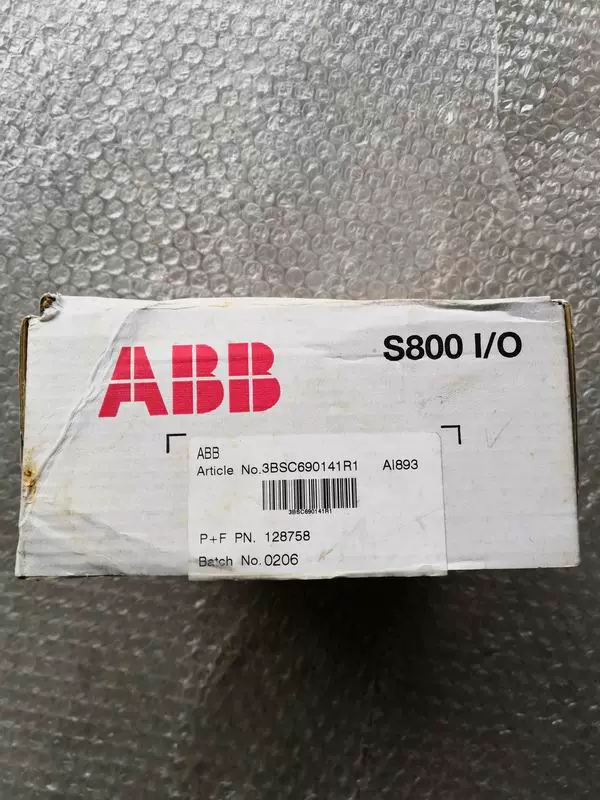 ABB
S800 I/O
ABB
Article No.3BSC690141R1 AI893
3BSC690141R1
P+F PN. 128758
Batch No.0206